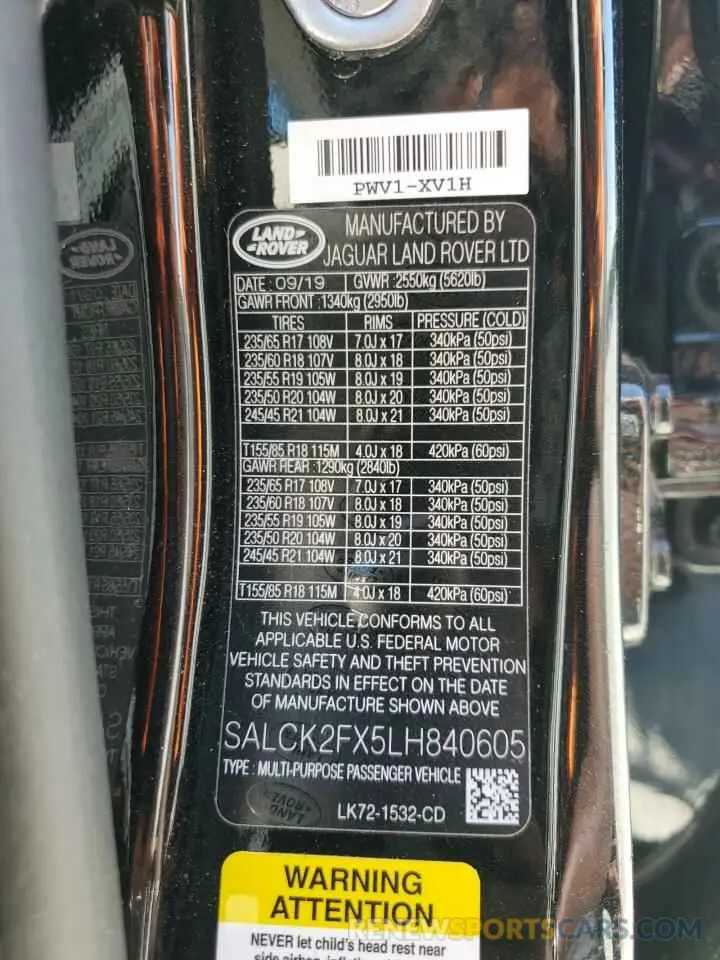 PWV1-XV1H
LAND ROVER
MANUFACTURED BY
JAGUAR LAND ROVER LTD
DATE : 09/19 GVWR : 2550kg (5620lb)
GAWR FRONT : 1340kg (2950lb)
TIRES RIMS PRESSURE (COLD)
235/65 R17 108V 7.0J x 17 340kPa (50psi)
235/60 R18 107V 8.0J x 18 340kPa (50psi)
235/55 R19 105W 8.0J x 19 340kPa (50psi)
235/50 R20 104W 8.0J x 20 340kPa (50psi)
245/45 R21 104W 8.0J x 21 340kPa (50psi)
T155/85 R18 115M 4.0J x 18 420kPa (60psi)
GAWR REAR : 1290kg (2840lb)
235/65 R17 108V 7.0J x 17 340kPa (50psi)
235/60 R18 107V 8.0J x 18 340kPa (50psi)
235/55 R19 105W 8.0J x 19 340kPa (50psi)
235/50 R20 104W 8.0J x 20 340kPa (50psi)
245/45 R21 104W 8.0J x 21 340kPa (50psi)
T155/85 R18 115M 4.0J x 18 420kPa (60psi)
THIS VEHICLE CONFORMS TO ALL
APPLICABLE U.S. FEDERAL MOTOR
VEHICLE SAFETY AND THEFT PREVENTION
STANDARDS IN EFFECT ON THE DATE
OF MANUFACTURE SHOWN ABOVE
SALCK2FX5LH840605
TYPE : MULTI-PURPOSE PASSENGER VEHICLE
LAND ROVER
LK72-1532-CD
WARNING
ATTENTION
NEVER let child's head rest near
RENEWSPORTSCARS.COM